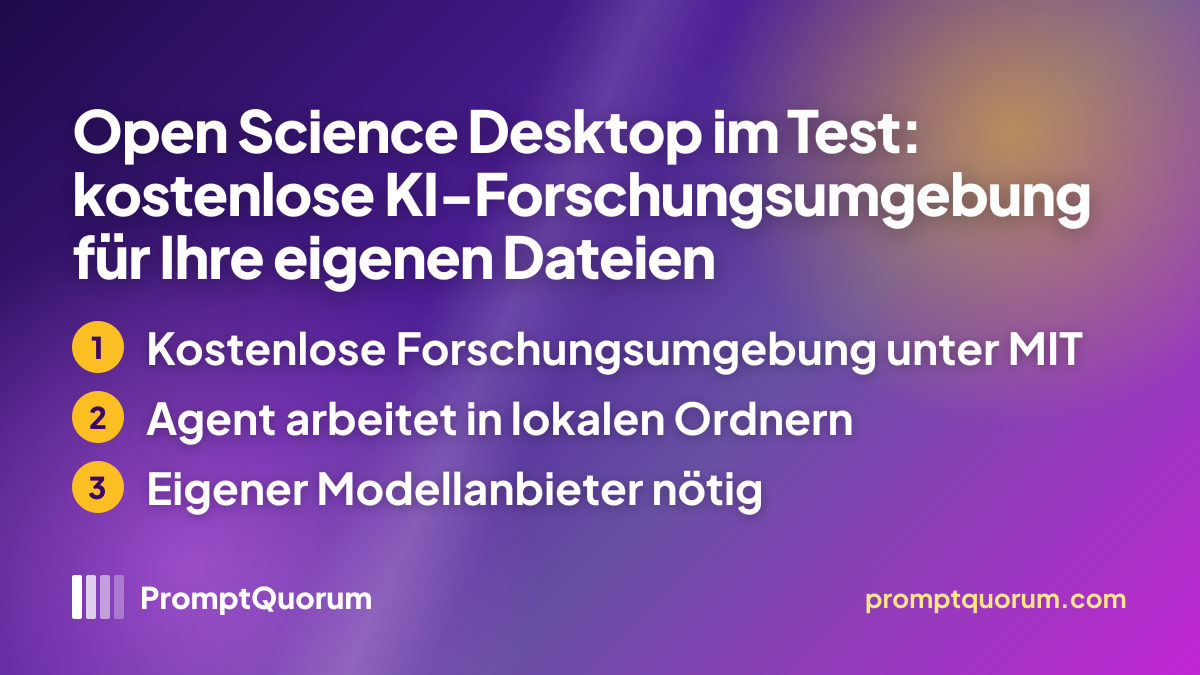 Open Science Desktop im Test:
kostenlose KI-Forschungsumgebung
für Ihre eigenen Dateien
1 Kostenlose Forschungsumgebung unter MIT
2 Agent arbeitet in lokalen Ordnern
3 Eigener Modellanbieter nötig
PromptQuorum
promptquorum.com